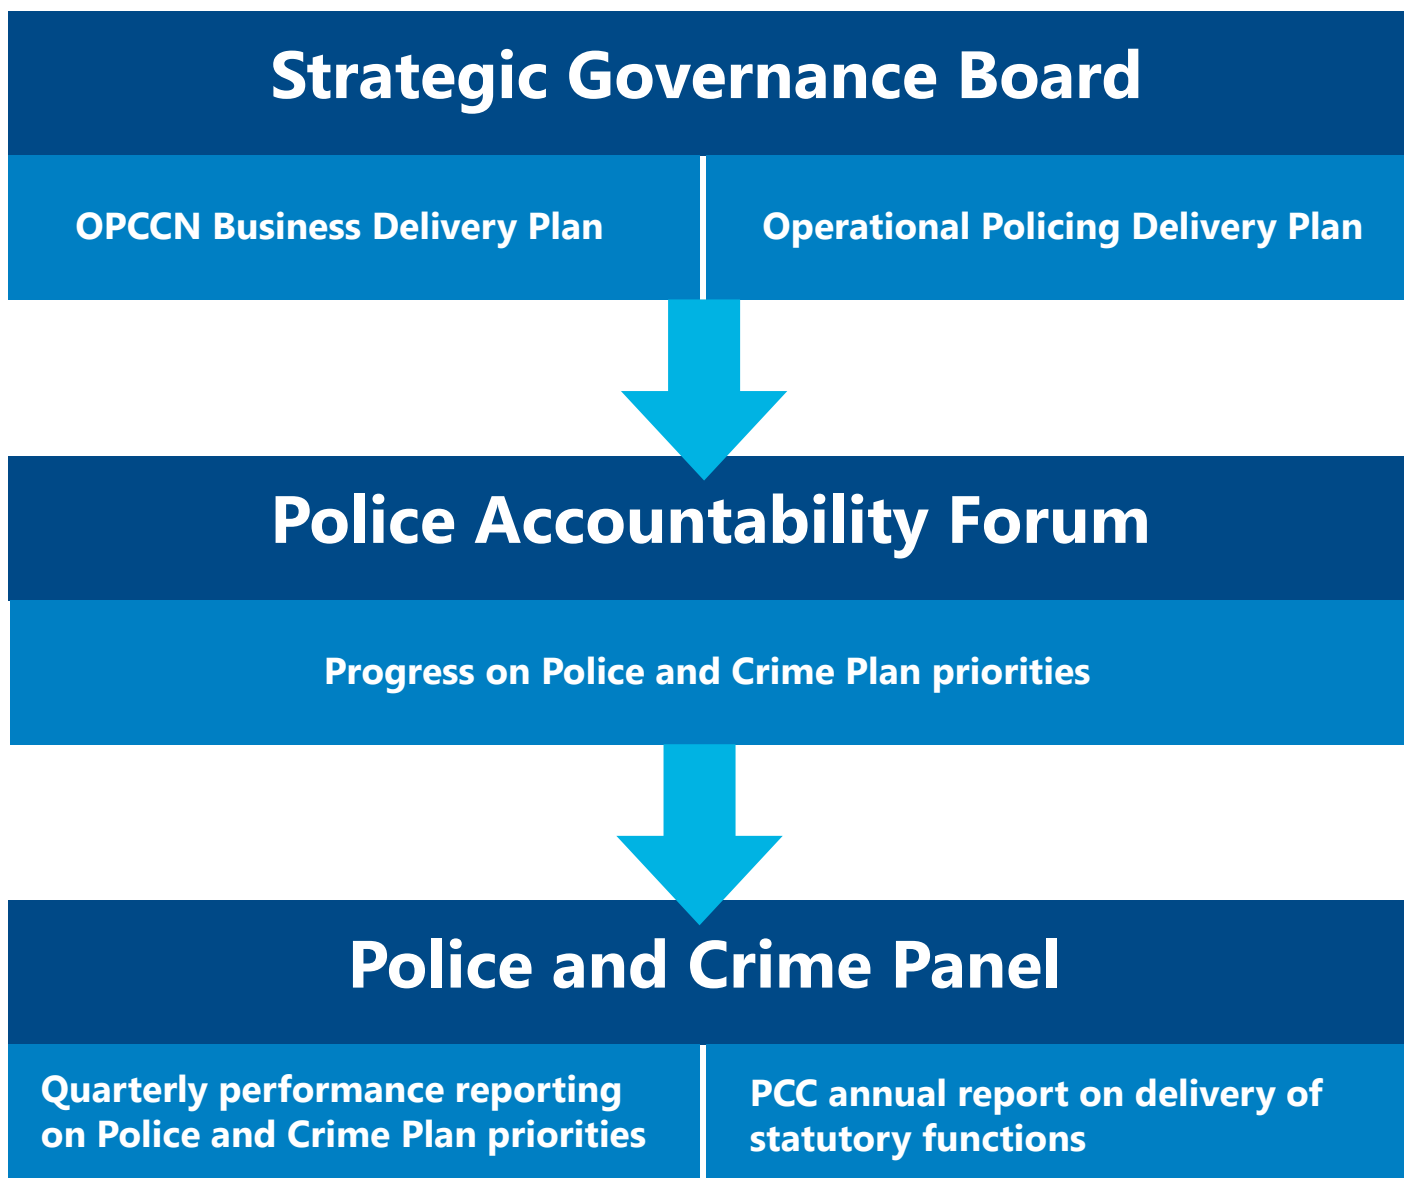 Strategic Governance Board
OPCCN Business Delivery Plan
Operational Policing Delivery Plan
Police Accountability Forum
Progress on Police and Crime Plan priorities
Police and Crime Panel
Quarterly performance reporting
on Police and Crime Plan priorities
PCC annual report on delivery of
statutory functions